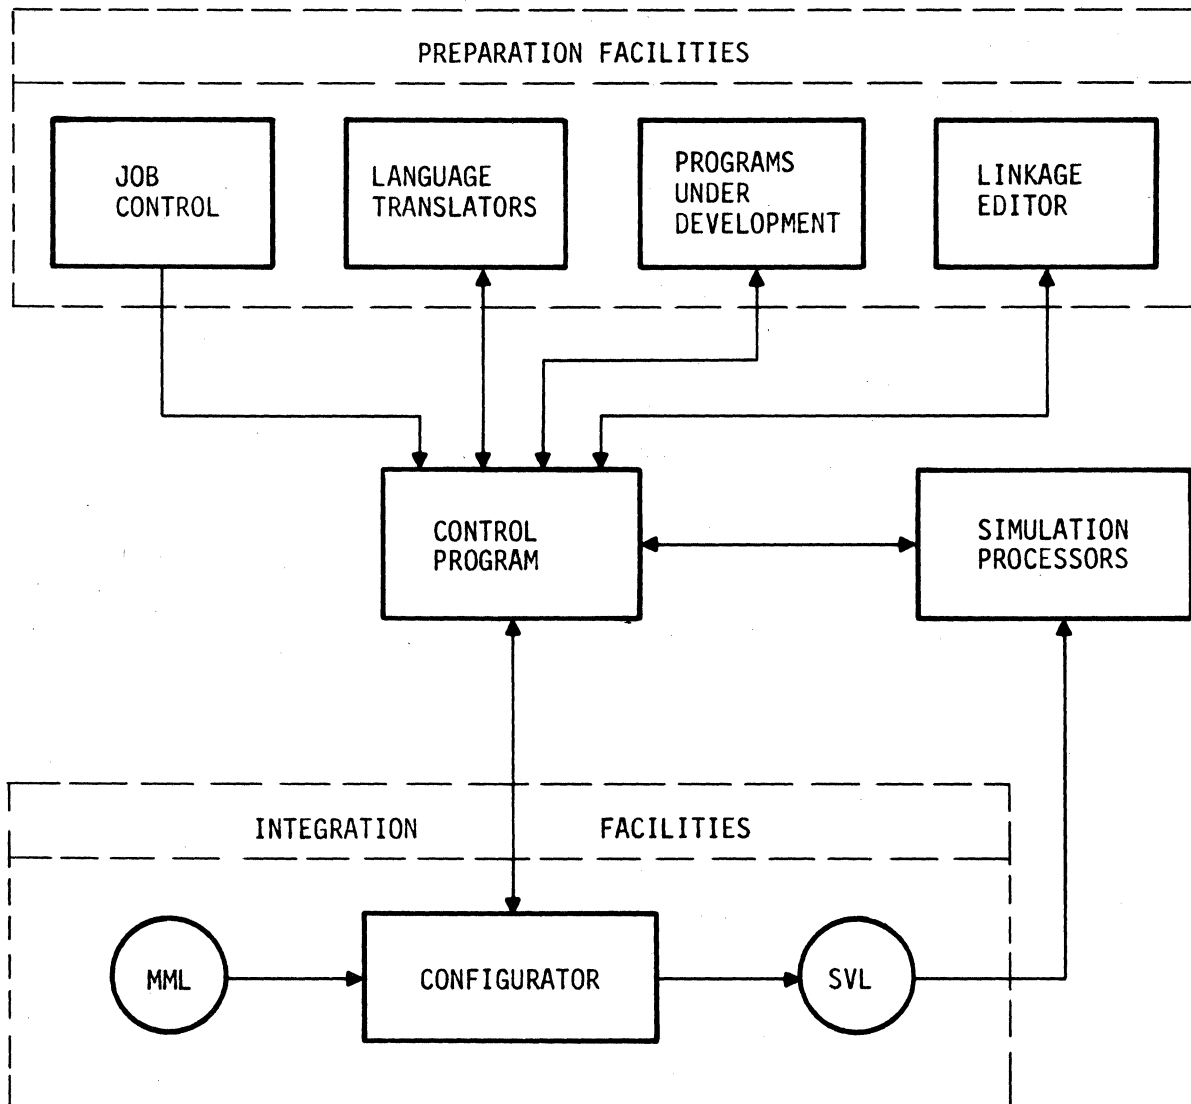 PREPARATION FACILITIES
JOB
CONTROL
LANGUAGE
TRANSLATORS
PROGRAMS
UNDER
DEVELOPMENT
LINKAGE
EDITOR
CONTROL
PROGRAM
SIMULATION
PROCESSORS
INTEGRATION FACILITIES
MML
CONFIGURATOR
SVL